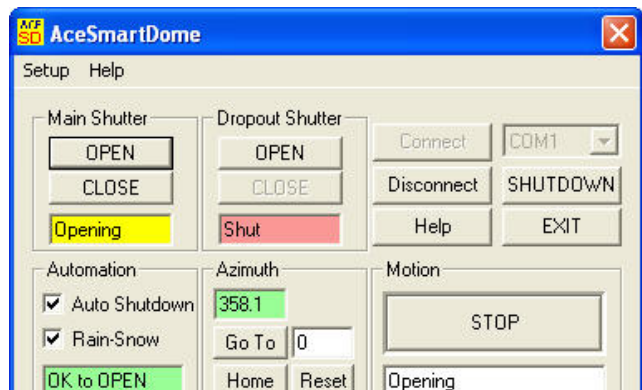 ACE SD AceSmartDome
Setup Help
Main Shutter
OPEN
CLOSE
Opening
Dropout Shutter
OPEN
CLOSE
Shut
Connect COM1
Disconnect SHUTDOWN
Help EXIT
Automation
Auto Shutdown
Rain-Snow
OK to OPEN
Azimuth
358.1
Go To 0
Home Reset
Motion
STOP
Opening